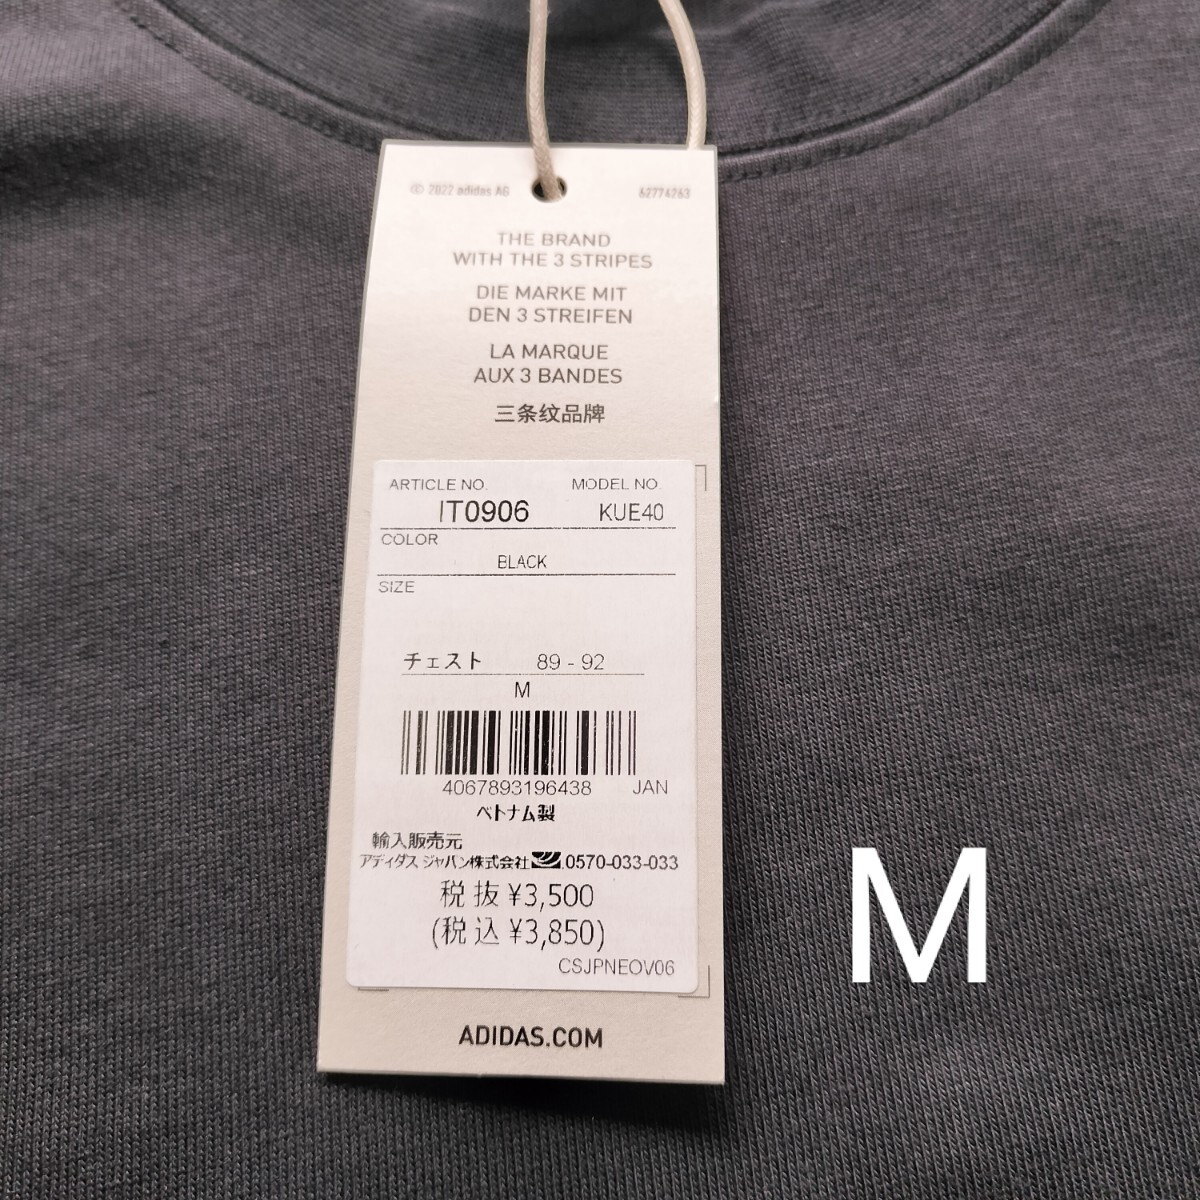 © 2022 adidas AG 62774263
THE BRAND
WITH THE 3 STRIPES
DIE MARKE MIT
DEN 3 STREIFEN
LA MARQUE
AUX 3 BANDES
三条纹品牌
ARTICLE NO. MODEL NO.
IT0906 KUE40
COLOR
BLACK
SIZE
チェスト 89 - 92
M
4067893196438 JAN
ベトナム製
輸入販売元
アディダス ジャパン株式会社 .0570-033-033
税抜 ¥3,500
(税込 ¥3,850)
CSJPNEOV06
ADIDAS.COM
M